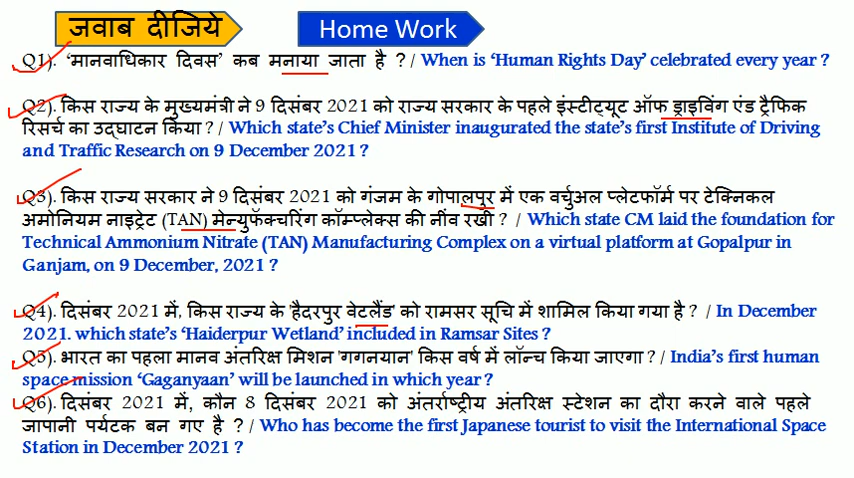 जवाब दीजिये
Home Work
Q1). 'मानवाधिकार दिवस' कब मनाया जाता है ? / When is 'Human Rights Day' celebrated every year ?
Q2). किस राज्य के मुख्यमंत्री ने 9 दिसंबर 2021 को राज्य सरकार के पहले इंस्टीट्यूट ऑफ ड्राइविंग एंड ट्रैफिक
रिसर्च का उद्घाटन किया ? / Which state's Chief Minister inaugurated the state's first Institute of Driving
and Traffic Research on 9 December 2021 ?
Q3). किस राज्य सरकार ने 9 दिसंबर 2021 को गंजम के गोपालपुर में एक वर्चुअल प्लेटफॉर्म पर टेक्निकल
अमोनियम नाइट्रेट (TAN) मेन्युफॅक्चरिंग कॉम्प्लेक्स की नींव रखी ? / Which state CM laid the foundation for
Technical Ammonium Nitrate (TAN) Manufacturing Complex on a virtual platform at Gopalpur in
Ganjam, on 9 December, 2021 ?
Q4). दिसंबर 2021 में, किस राज्य के 'हैदरपुर वेटलैंड' को रामसर सूचि में शामिल किया गया है ? / In December
2021. which state's 'Haiderpur Wetland' included in Ramsar Sites ?
Q5). भारत का पहला मानव अंतरिक्ष मिशन 'गगनयान' किस वर्ष में लॉन्च किया जाएगा ? / India's first human
space mission 'Gaganyaan' will be launched in which year ?
Q6). दिसंबर 2021 में, कौन 8 दिसंबर 2021 को अंतर्राष्ट्रीय अंतरिक्ष स्टेशन का दौरा करने वाले पहले
जापानी पर्यटक बन गए है ? / Who has become the first Japanese tourist to visit the International Space
Station in December 2021 ?